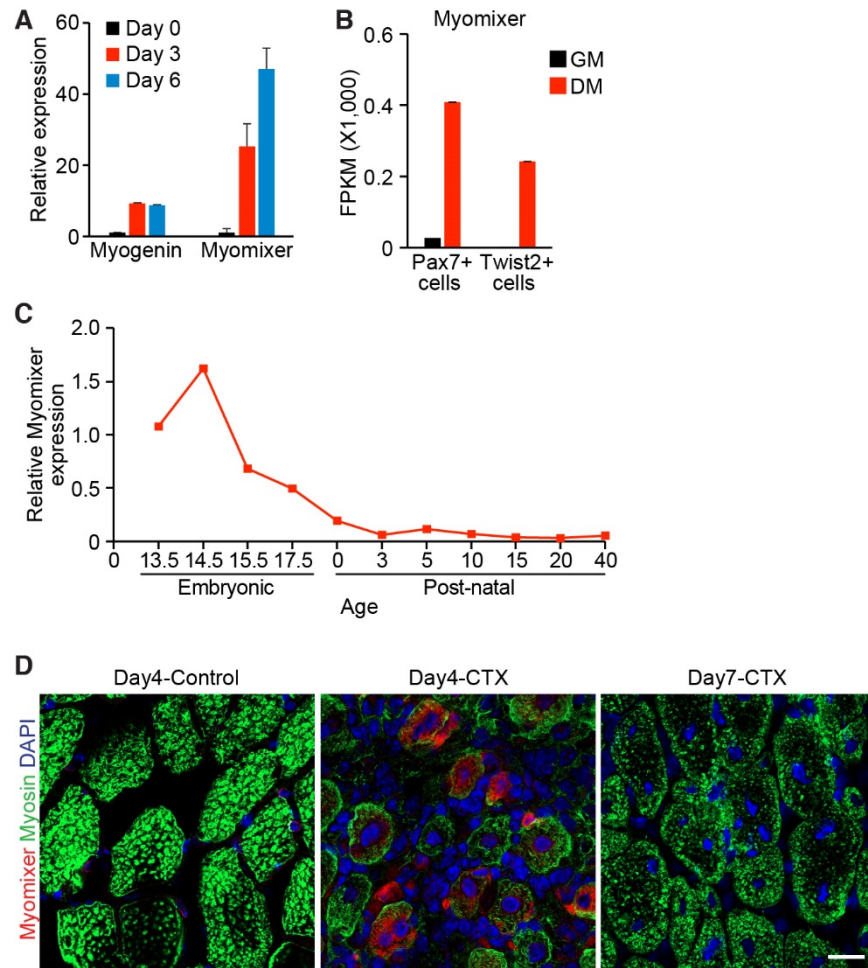 A
Relative expression
60
40
20
0
Day 0
Day 3
Day 6
Myogenin Myomixer
B
Myomixer
FPKM (X1,000)
0.6
0.4
0.2
0
GM
DM
Pax7+ Twist2+
cells cells
C
Relative Myomixer
expression
2.0
1.5
1.0
0.5
0
0 13.5 14.5 15.5 17.5 0 3 5 10 15 20 40
Embryonic Post-natal
Age
D
Day4-Control Day4-CTX Day7-CTX
Myomixer Myosin DAPI